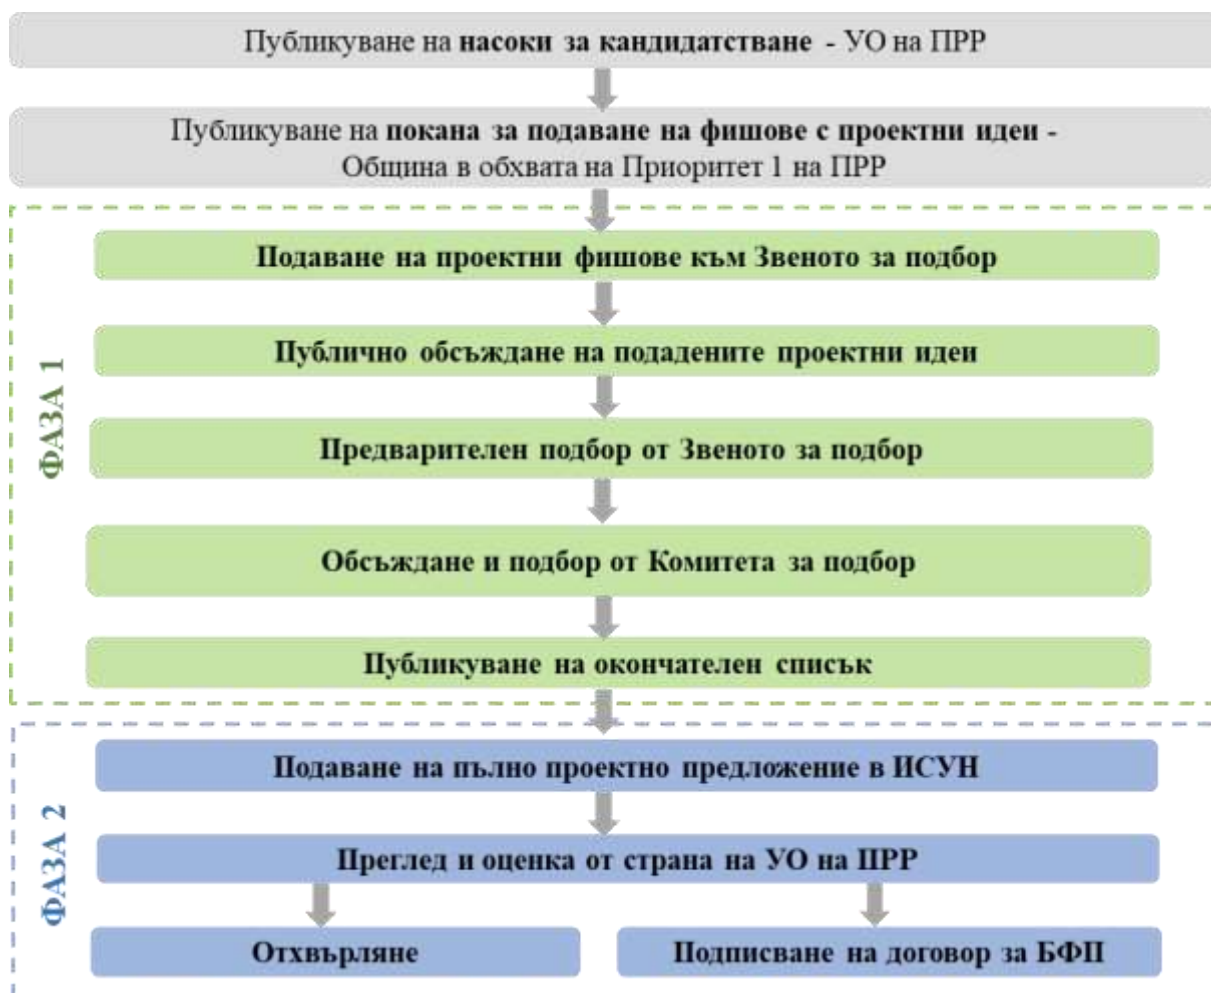 Публикуване на насоки за кандидатстване - УО на ПРР
Публикуване на покана за подаване на фишове с проектни идеи -
Община в обхвата на Приоритет 1 на ПРР
ФАЗА 1
Подаване на проектни фишове към Звеното за подбор
Публично обсъждане на подадените проектни идеи
Предварителен подбор от Звеното за подбор
Обсъждане и подбор от Комитета за подбор
Публикуване на окончателен списък
ФАЗА 2
Подаване на пълно проектно предложение в ИСУН
Преглед и оценка от страна на УО на ПРР
Отхвърляне
Подписване на договор за БФП